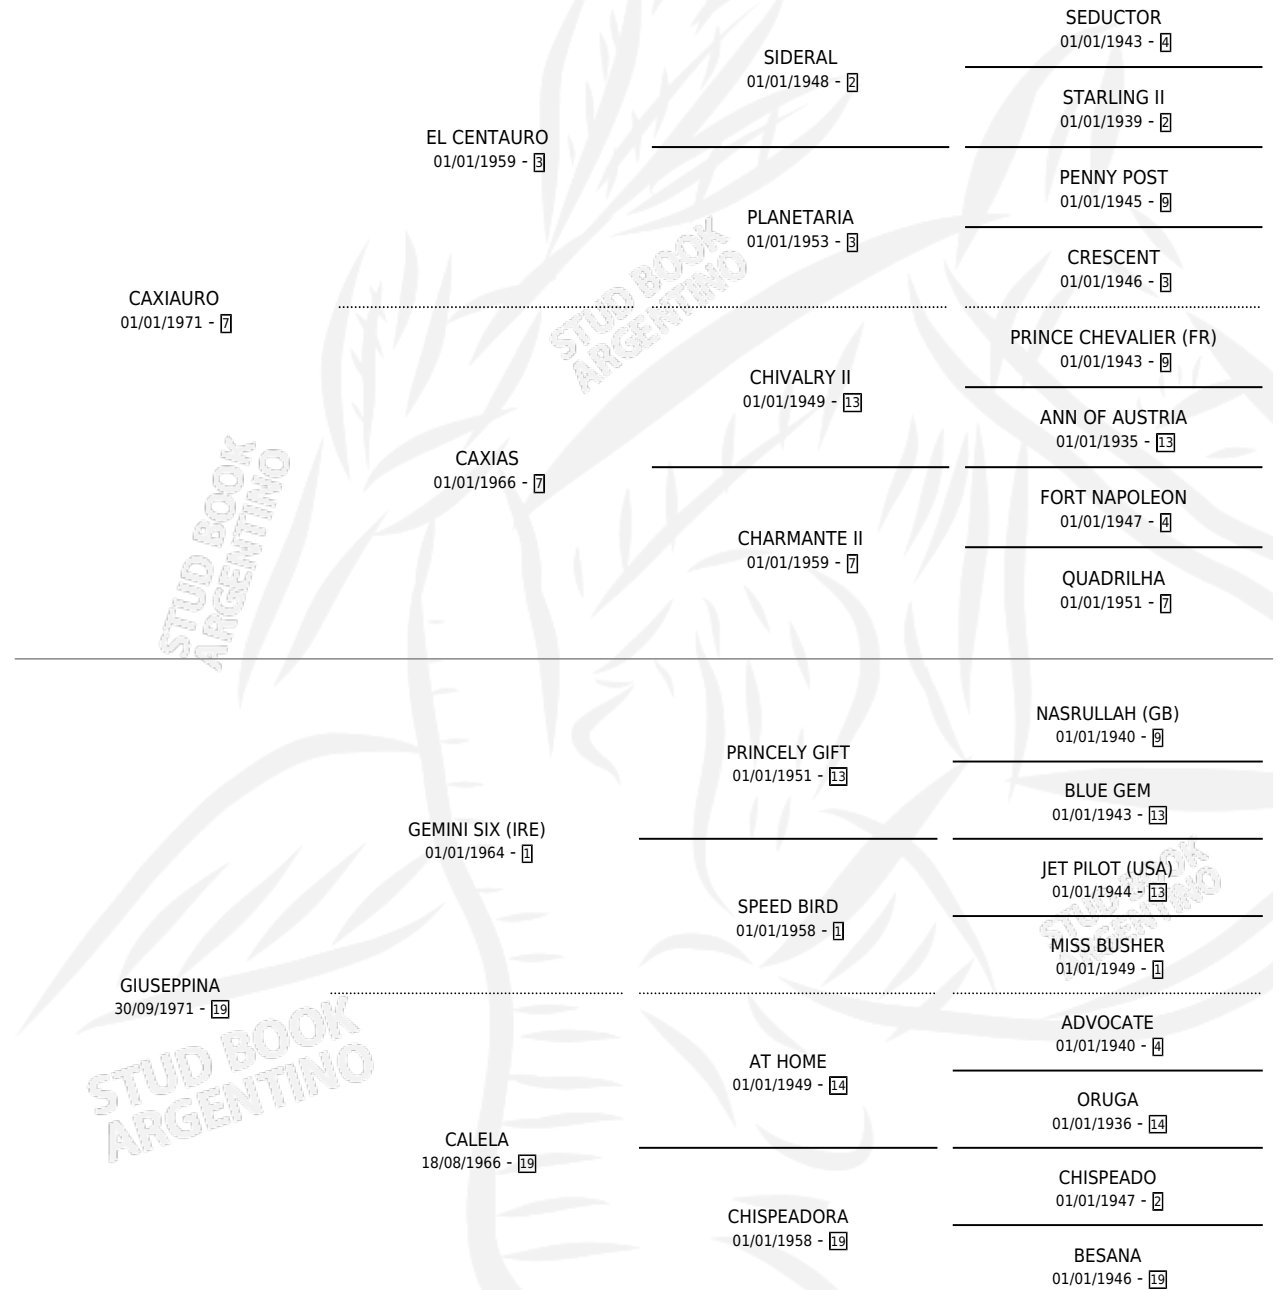 SEDUCTOR
01/01/1943 - 4
SIDERAL
01/01/1948 - 2
STARLING II
01/01/1939 - 2
EL CENTAURO
01/01/1959 - 3
PENNY POST
01/01/1945 - 9
PLANETARIA
01/01/1953 - 3
CRESCENT
01/01/1946 - 3
CAXIAURO
01/01/1971 - 7
PRINCE CHEVALIER (FR)
01/01/1943 - 9
CHIVALRY II
01/01/1949 - 13
ANN OF AUSTRIA
01/01/1935 - 13
CAXIAS
01/01/1966 - 7
FORT NAPOLEON
01/01/1947 - 4
CHARMANTE II
01/01/1959 - 7
QUADRILHA
01/01/1951 - 7
STUD BOOK
ARGENTINO
STUD BOOK
ARGENTINO
NASRULLAH (GB)
01/01/1940 - 9
PRINCELY GIFT
01/01/1951 - 13
BLUE GEM
01/01/1943 - 13
GEMINI SIX (IRE)
01/01/1964 - 1
JET PILOT (USA)
01/01/1944 - 13
SPEED BIRD
01/01/1958 - 1
MISS BUSHER
01/01/1949 - 1
STUD BOOK
ARGENTINO
GIUSEPPINA
30/09/1971 - 19
ADVOCATE
01/01/1940 - 4
AT HOME
01/01/1949 - 14
ORUGA
01/01/1936 - 14
CALELA
18/08/1966 - 19
CHISPEADO
01/01/1947 - 2
CHISPEADORA
01/01/1958 - 19
BESANA
01/01/1946 - 19
STUD BOOK
ARGENTINO